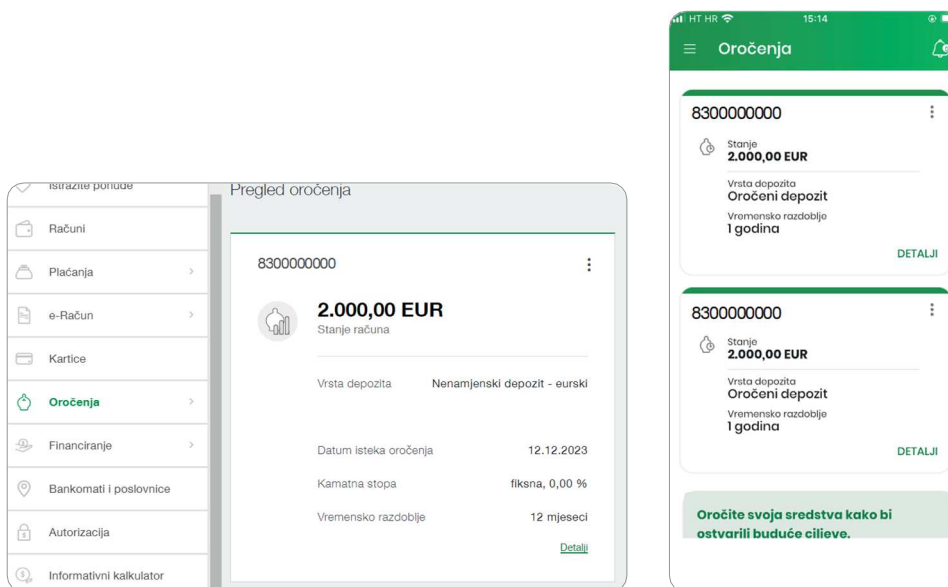 Istražite ponude
Računi
Plaćanja
e-Račun
Kartice
Oročenja
Financiranje
Bankomati i poslovnice
Autorizacija
Informativni kalkulator
Pregled oročenja
8300000000
2.000,00 EUR
Stanje računa
Vrsta depozita Nenamjenski depozit - eurski
Datum isteka oročenja 12.12.2023
Kamatna stopa fiksna, 0,00 %
Vremensko razdoblje 12 mjeseci
Detalji
HT HR 15:14
Oročenja
8300000000
Stanje
2.000,00 EUR
Vrsta depozita
Oročeni depozit
Vremensko razdoblje
1 godina
DETALJI
8300000000
Stanje
2.000,00 EUR
Vrsta depozita
Oročeni depozit
Vremensko razdoblje
1 godina
DETALJI
Oročite svoja sredstva kako bi
ostvarili buduće ciljeve.